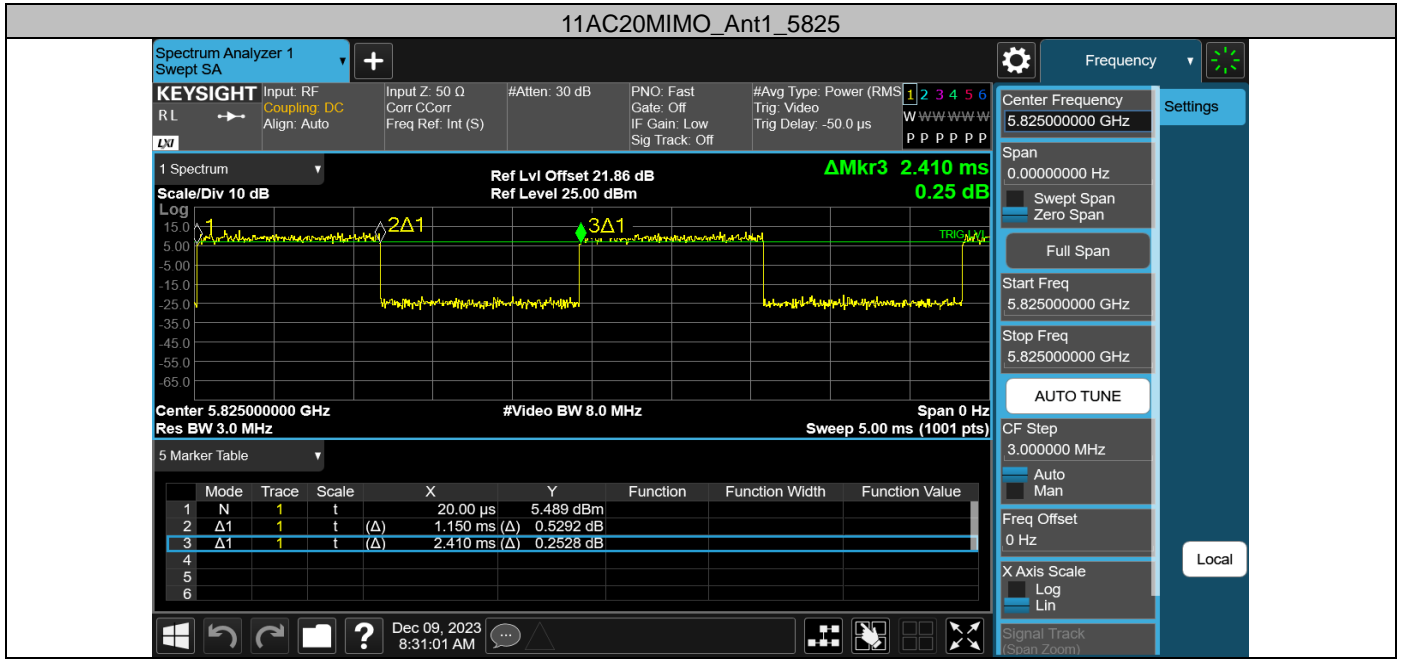 11AC20MIMO_Ant1_5825
Spectrum Analyzer 1
Swept SA
Frequency
KEYSIGHT
RL
LXI
Input: RF
Coupling: DC
Align: Auto
Input Z: 50 Ω
Corr CCorr
Freq Ref: Int (S)
#Atten: 30 dB
PNO: Fast
Gate: Off
IF Gain: Low
Sig Track: Off
#Avg Type: Power (RMS
Trig: Video
Trig Delay: -50.0 µs
1 2 3 4 5 6
W W W W W W
P P P P P P
1 Spectrum
Scale/Div 10 dB
Ref Lvl Offset 21.86 dB
Ref Level 25.00 dBm
ΔMkr3 2.410 ms
0.25 dB
Log
15.0
5.00
-5.00
-15.0
-25.0
-35.0
-45.0
-55.0
-65.0
1
2Δ1
3Δ1
TRIG LVL
Center 5.825000000 GHz
#Video BW 8.0 MHz
Span 0 Hz
Res BW 3.0 MHz
Sweep 5.00 ms (1001 pts)
5 Marker Table
Mode Trace Scale X Y Function Function Width Function Value
1 N 1 t 20.00 µs 5.489 dBm
2 Δ1 1 t (Δ) 1.150 ms (Δ) 0.5292 dB
3 Δ1 1 t (Δ) 2.410 ms (Δ) 0.2528 dB
4
5
6
Dec 09, 2023
8:31:01 AM
Center Frequency
5.825000000 GHz
Span
0.00000000 Hz
Swept Span
Zero Span
Full Span
Start Freq
5.825000000 GHz
Stop Freq
5.825000000 GHz
AUTO TUNE
CF Step
3.000000 MHz
Auto
Man
Freq Offset
0 Hz
X Axis Scale
Log
Lin
Signal Track
(Span Zoom)
Settings
Local